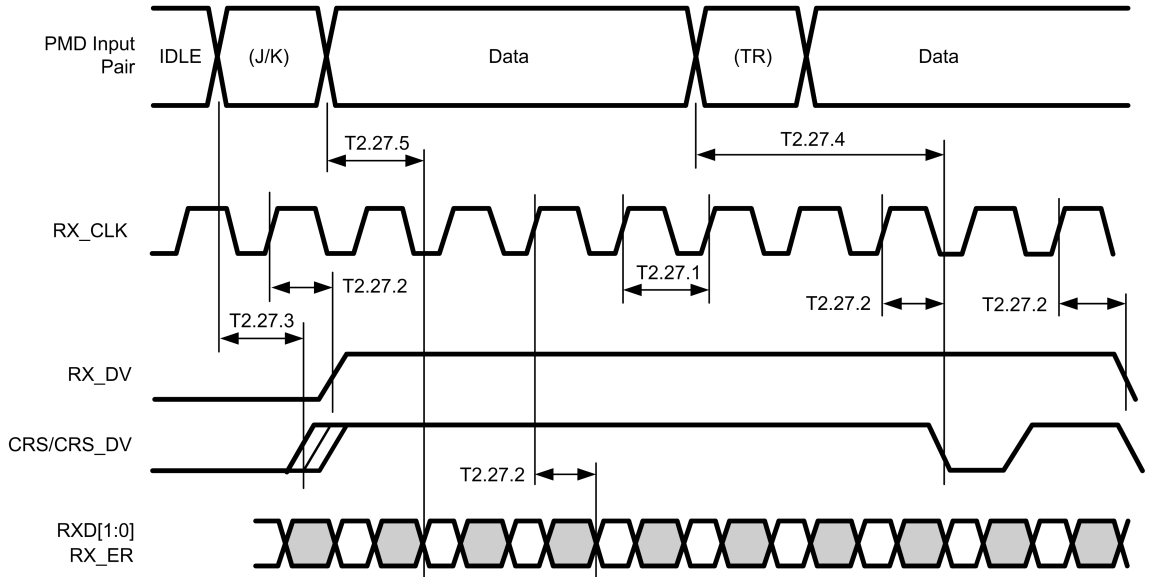 PMD Input
Pair
IDLE
(J/K)
Data
(TR)
Data
T2.27.5
T2.27.4
RX_CLK
T2.27.2
T2.27.1
T2.27.2
T2.27.2
T2.27.3
RX_DV
CRS/CRS_DV
T2.27.2
RXD[1:0]
RX_ER